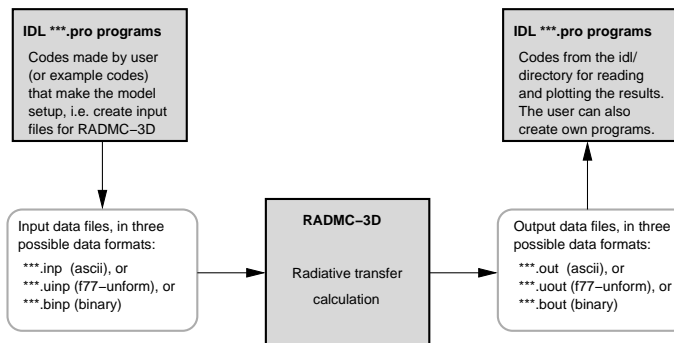 IDL ***.pro programs
Codes made by user
(or example codes)
that make the model
setup, i.e. create input
files for RADMC−3D
IDL ***.pro programs
Codes from the idl/
directory for reading
and plotting the results.
The user can also
create own programs.
Input data files, in three
possible data formats:
***.inp (ascii), or
***.uinp (f77−unform), or
***.binp (binary)
RADMC−3D
Radiative transfer
calculation
Output data files, in three
possible data formats:
***.out (ascii), or
***.uout (f77−unform), or
***.bout (binary)